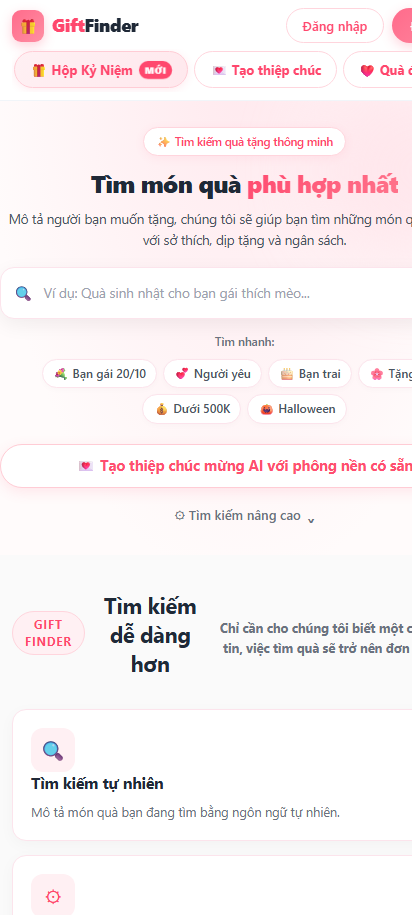 GiftFinder
Đăng nhập
Hộp Kỷ Niệm MỚI
Tạo thiệp chúc
Quà
Tìm kiếm quà tặng thông minh
Tìm món quà phù hợp nhất
Mô tả người bạn muốn tặng, chúng tôi sẽ giúp bạn tìm những món q
với sở thích, dịp tặng và ngân sách.
Ví dụ: Quà sinh nhật cho bạn gái thích mèo...
Tìm nhanh:
Bạn gái 20/10
Người yêu
Bạn trai
Tặng
Dưới 500K
Halloween
Tạo thiệp chúc mừng AI với phông nền có sẵn
Tìm kiếm nâng cao
GIFT
FINDER
Tìm kiếm
dễ dàng
hơn
Chỉ cần cho chúng tôi biết một
tin, việc tìm quà sẽ trở nên đơn
Tìm kiếm tự nhiên
Mô tả món quà bạn đang tìm bằng ngôn ngữ tự nhiên.